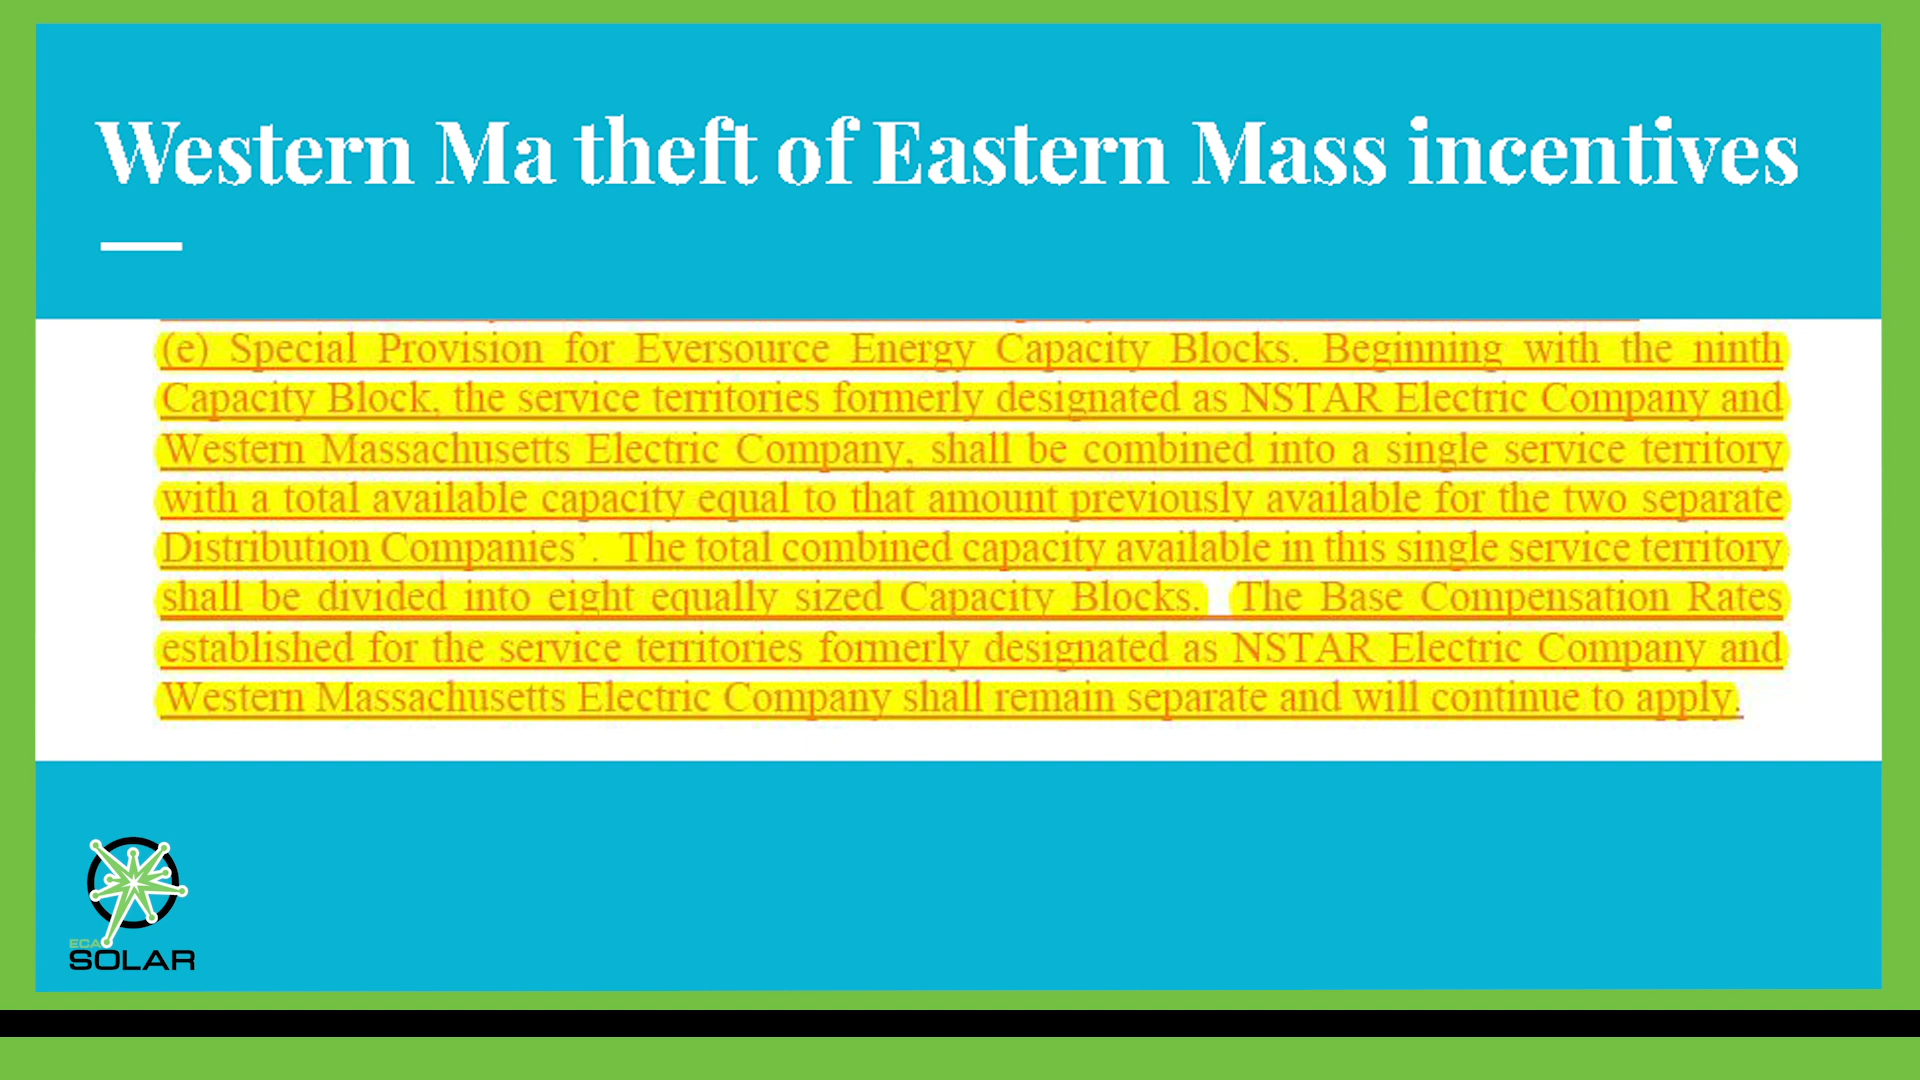 Western Ma theft of Eastern Mass incentives
(e) Special Provision for Eversource Energy Capacity Blocks. Beginning with the ninth
Capacity Block, the service territories formerly designated as NSTAR Electric Company and
Western Massachusetts Electric Company, shall be combined into a single service territory
with a total available capacity equal to that amount previously available for the two separate
Distribution Companies’. The total combined capacity available in this single service territory
shall be divided into eight equally sized Capacity Blocks. The Base Compensation Rates
established for the service territories formerly designated as NSTAR Electric Company and
Western Massachusetts Electric Company shall remain separate and will continue to apply.
ECA
SOLAR